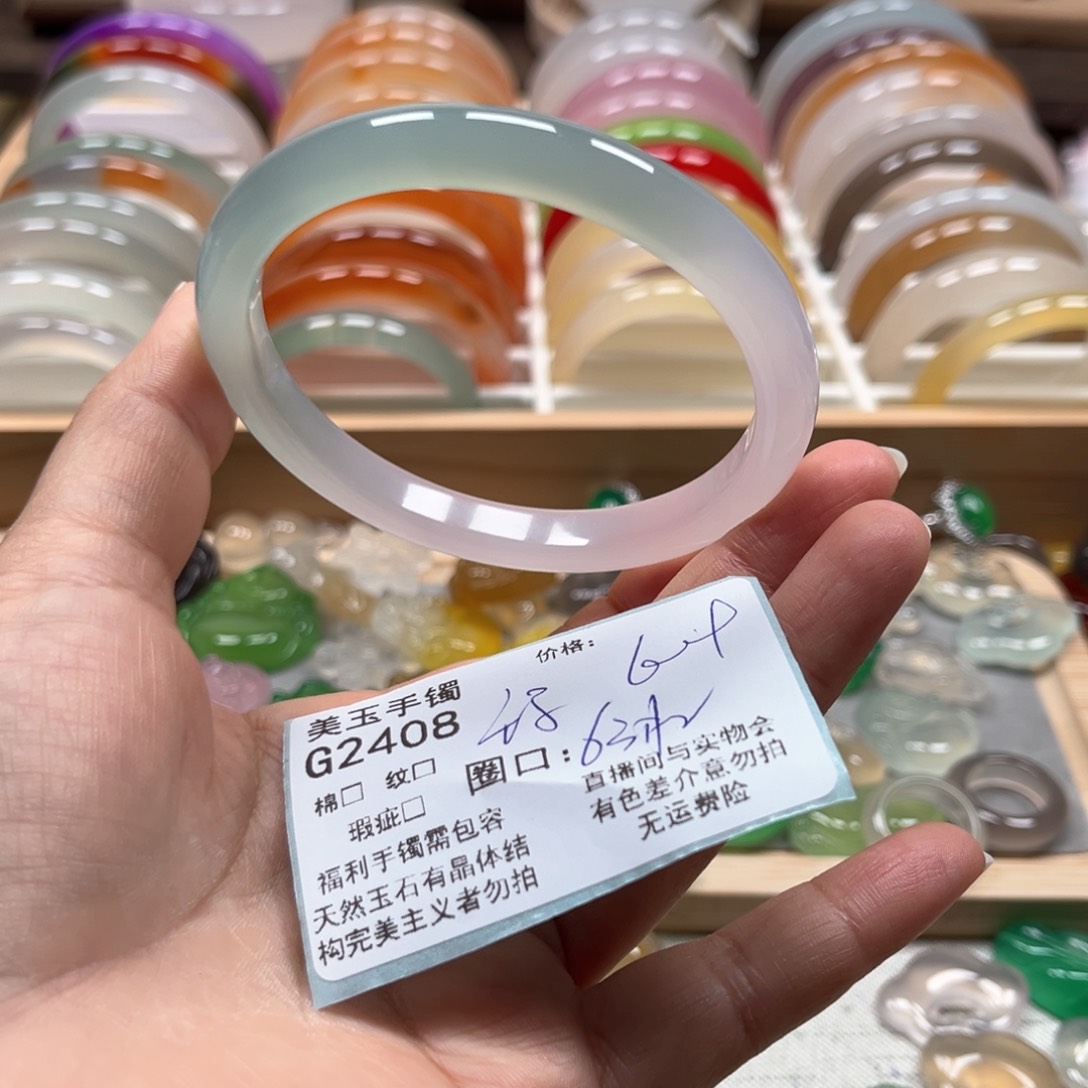 价格:
美玉手镯
G2408
棉□ 纹□
圈口: 63
瑕疵□
直播间与实物会
有色差介意勿拍
无运费险
福利手镯需包容
天然玉石有晶体结
构完美主义者勿拍